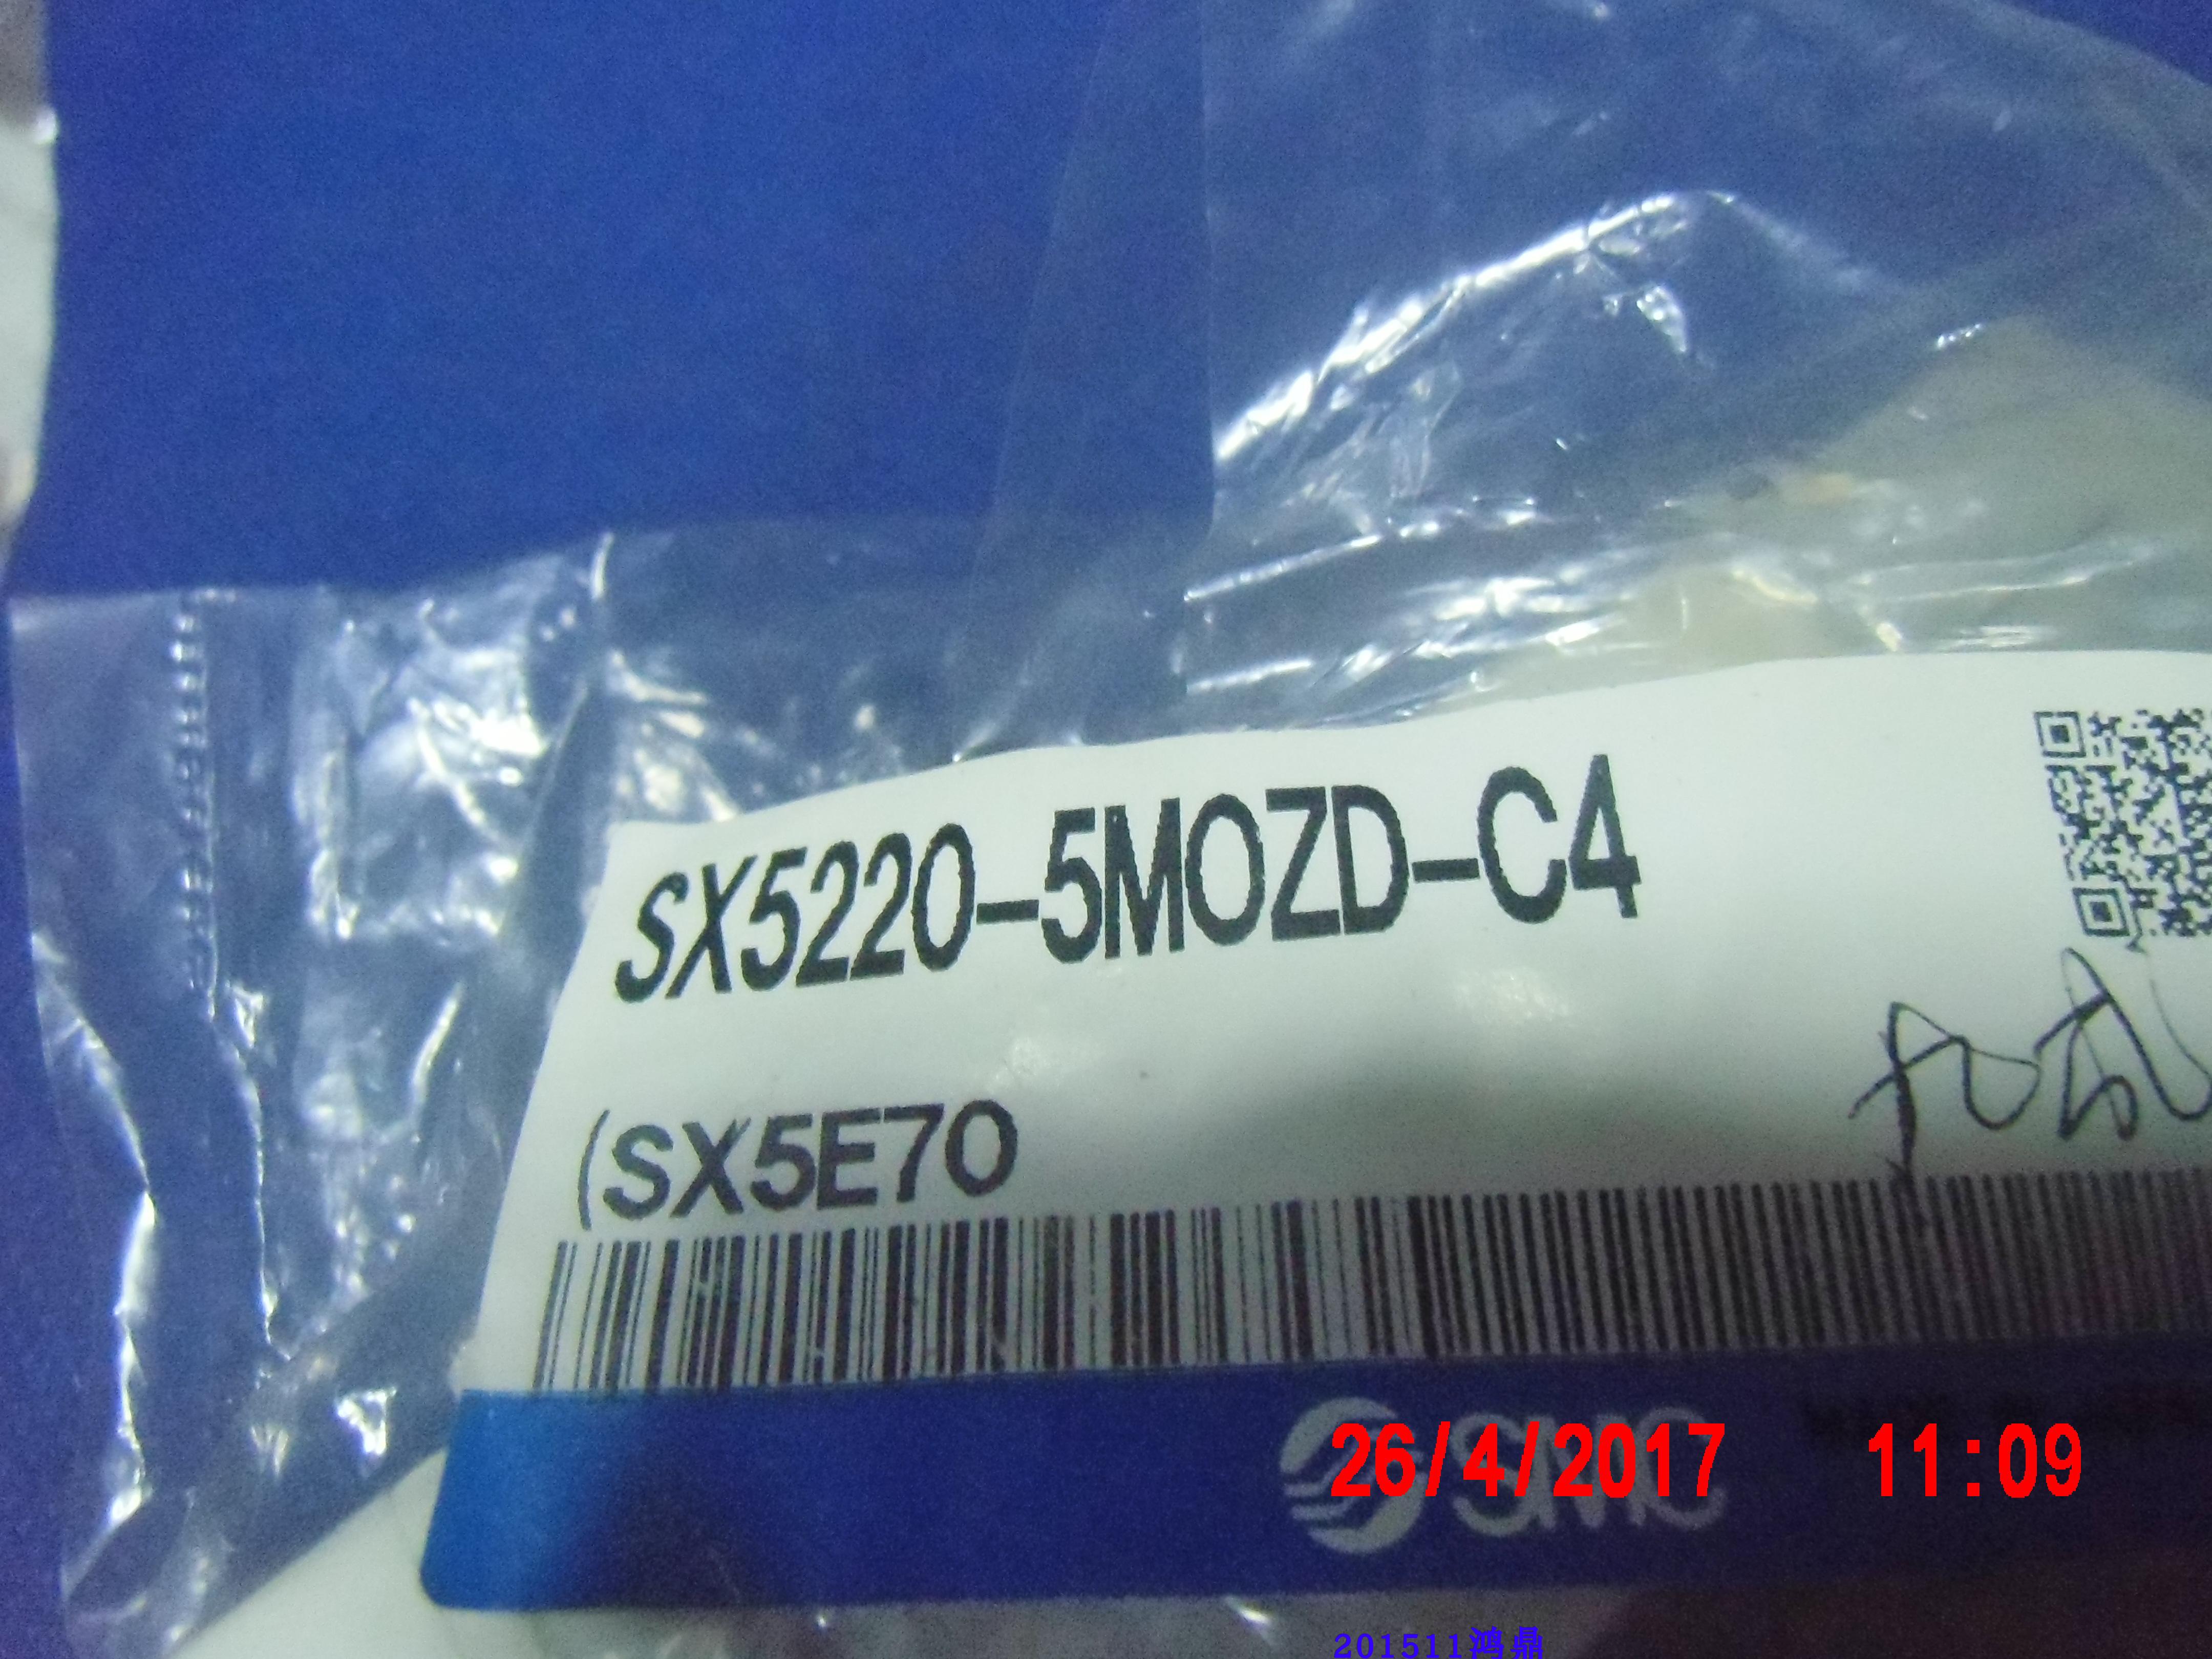 SX5220-5MOZD-C4
(SX5E70
SMC
26/4/2017 11:09
201511鸿鼎